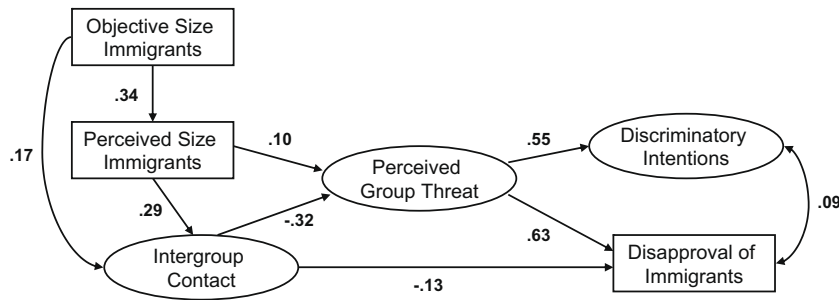 Objective Size
Immigrants
.34
.17
Perceived Size
Immigrants
.10
.29
-.32
Perceived
Group Threat
.55
.63
Discriminatory
Intentions
.09
Intergroup
Contact
-.13
Disapproval of
Immigrants